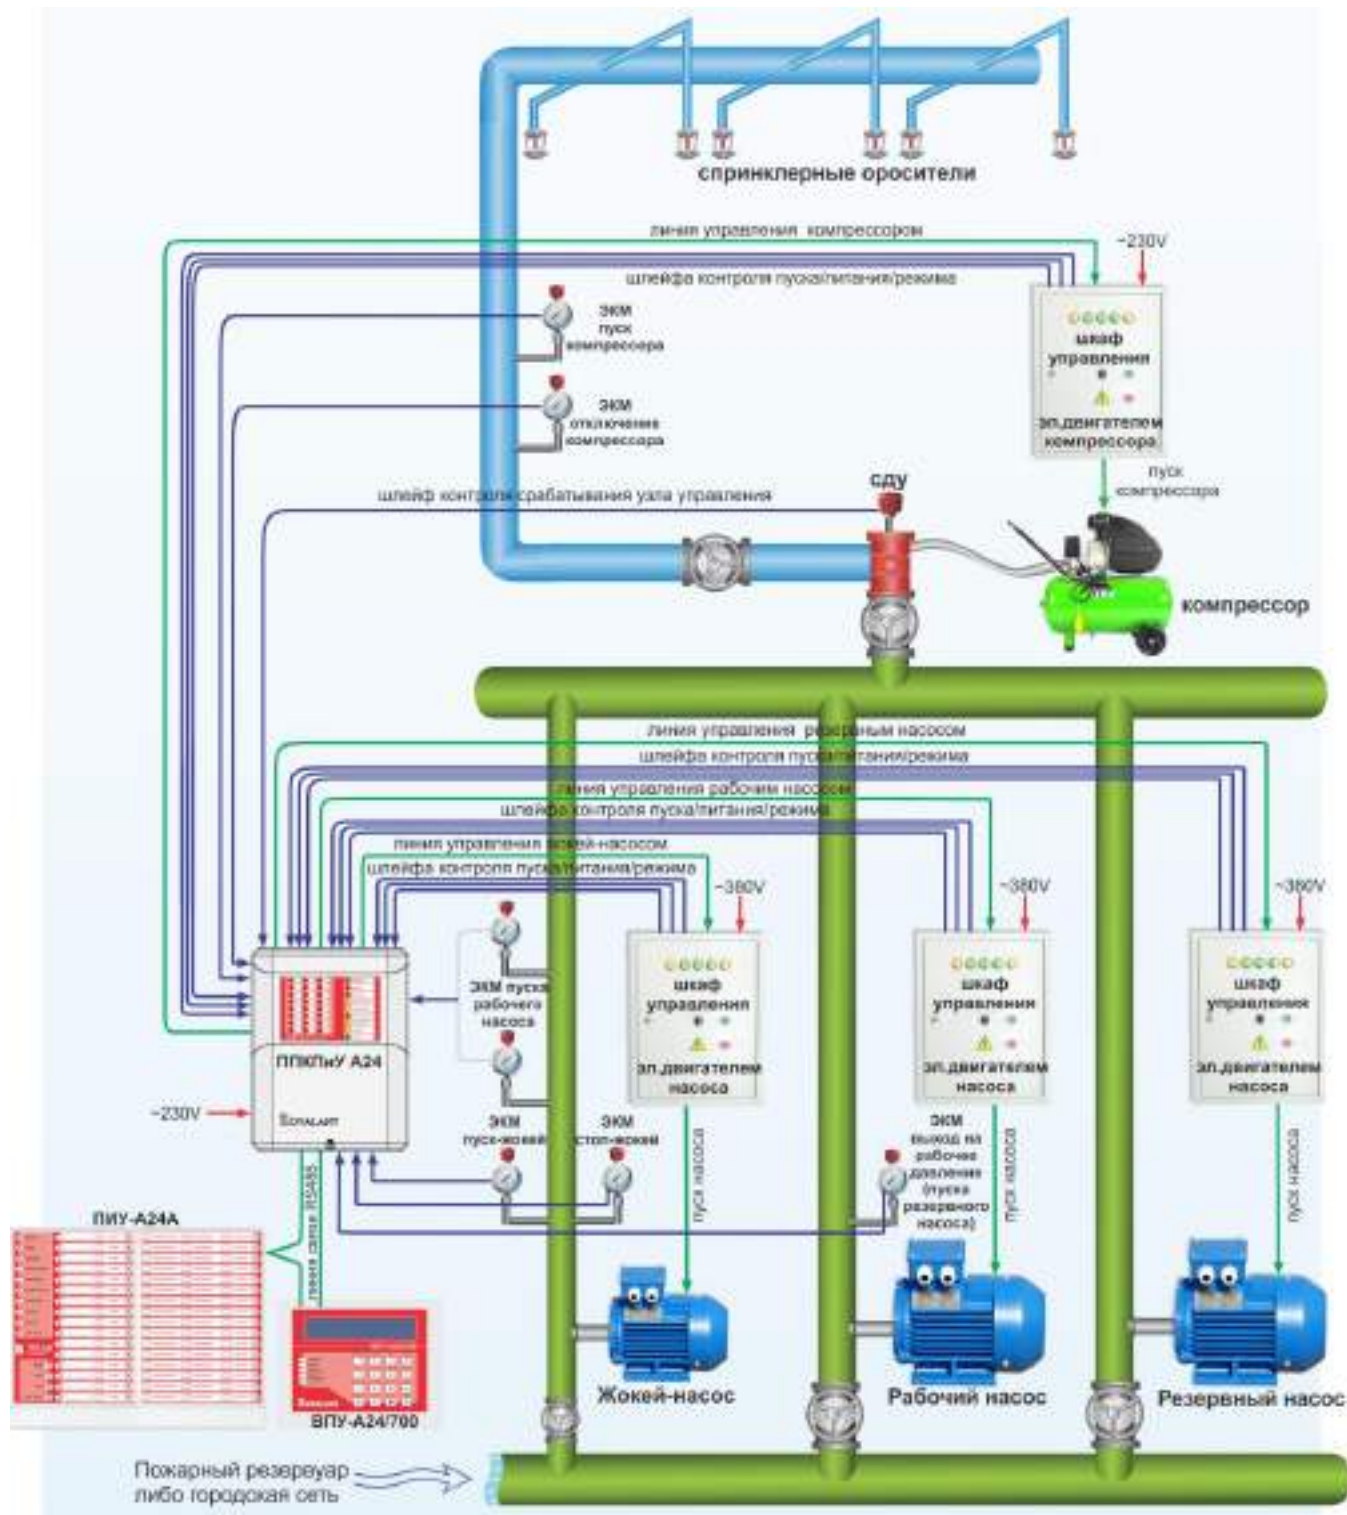 спринклерные оросители
линия управления компрессором
~230V
шлейфа контроля пуска/питания/режима
ЭКМ
пуск
компрессора
шкаф
управления
эл.двигателем
компрессора
ЭКМ
отключение
компрессора
пуск
компрессора
сду
шлейф контроля срабатывания узла управления
компрессор
линия управления резервным насосом
шлейфа контроля пуска/питания/режима
линия управления рабочим насосом
шлейфа контроля пуска/питания/режима
линия управления жокей-насосом
шлейфа контроля пуска/питания/режима
~380V
~380V
~380V
ЭКМ пуска
рабочего
насоса
шкаф
управления
эл.двигателем
насоса
шкаф
управления
эл.двигателем
насоса
шкаф
управления
эл.двигателем
насоса
ППКПиУ А24
~230V
ЭКМ
пуск-жокей
ЭКМ
стоп-жокей
пуск насоса
ЭКМ
выход на
рабочее
давление
(пуска
резервного
насоса)
пуск насоса
пуск насоса
линия связи RS485
ПИУ-А24А
ВПУ-А24/700
Жокей-насос
Рабочий насос
Резервный насос
Пожарный резервуар
либо городская сеть